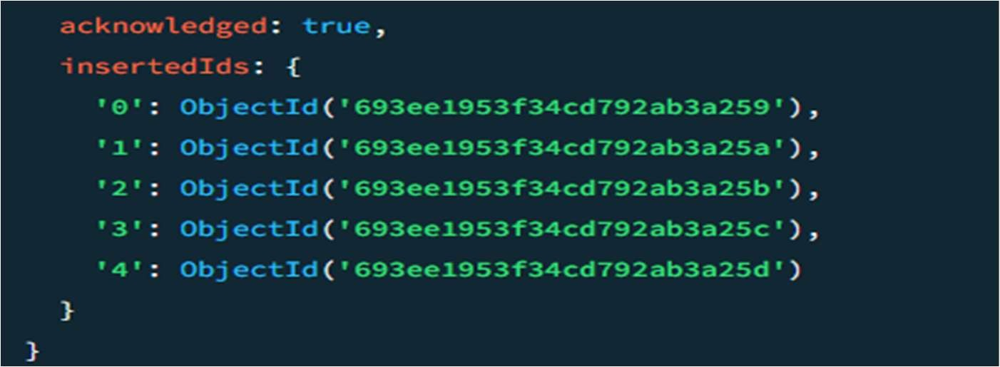 acknowledged: true,
insertedIds: {
'0': ObjectId('693ee1953f34cd792ab3a259'),
'1': ObjectId('693ee1953f34cd792ab3a25a'),
'2': ObjectId('693ee1953f34cd792ab3a25b'),
'3': ObjectId('693ee1953f34cd792ab3a25c'),
'4': ObjectId('693ee1953f34cd792ab3a25d')
}
}